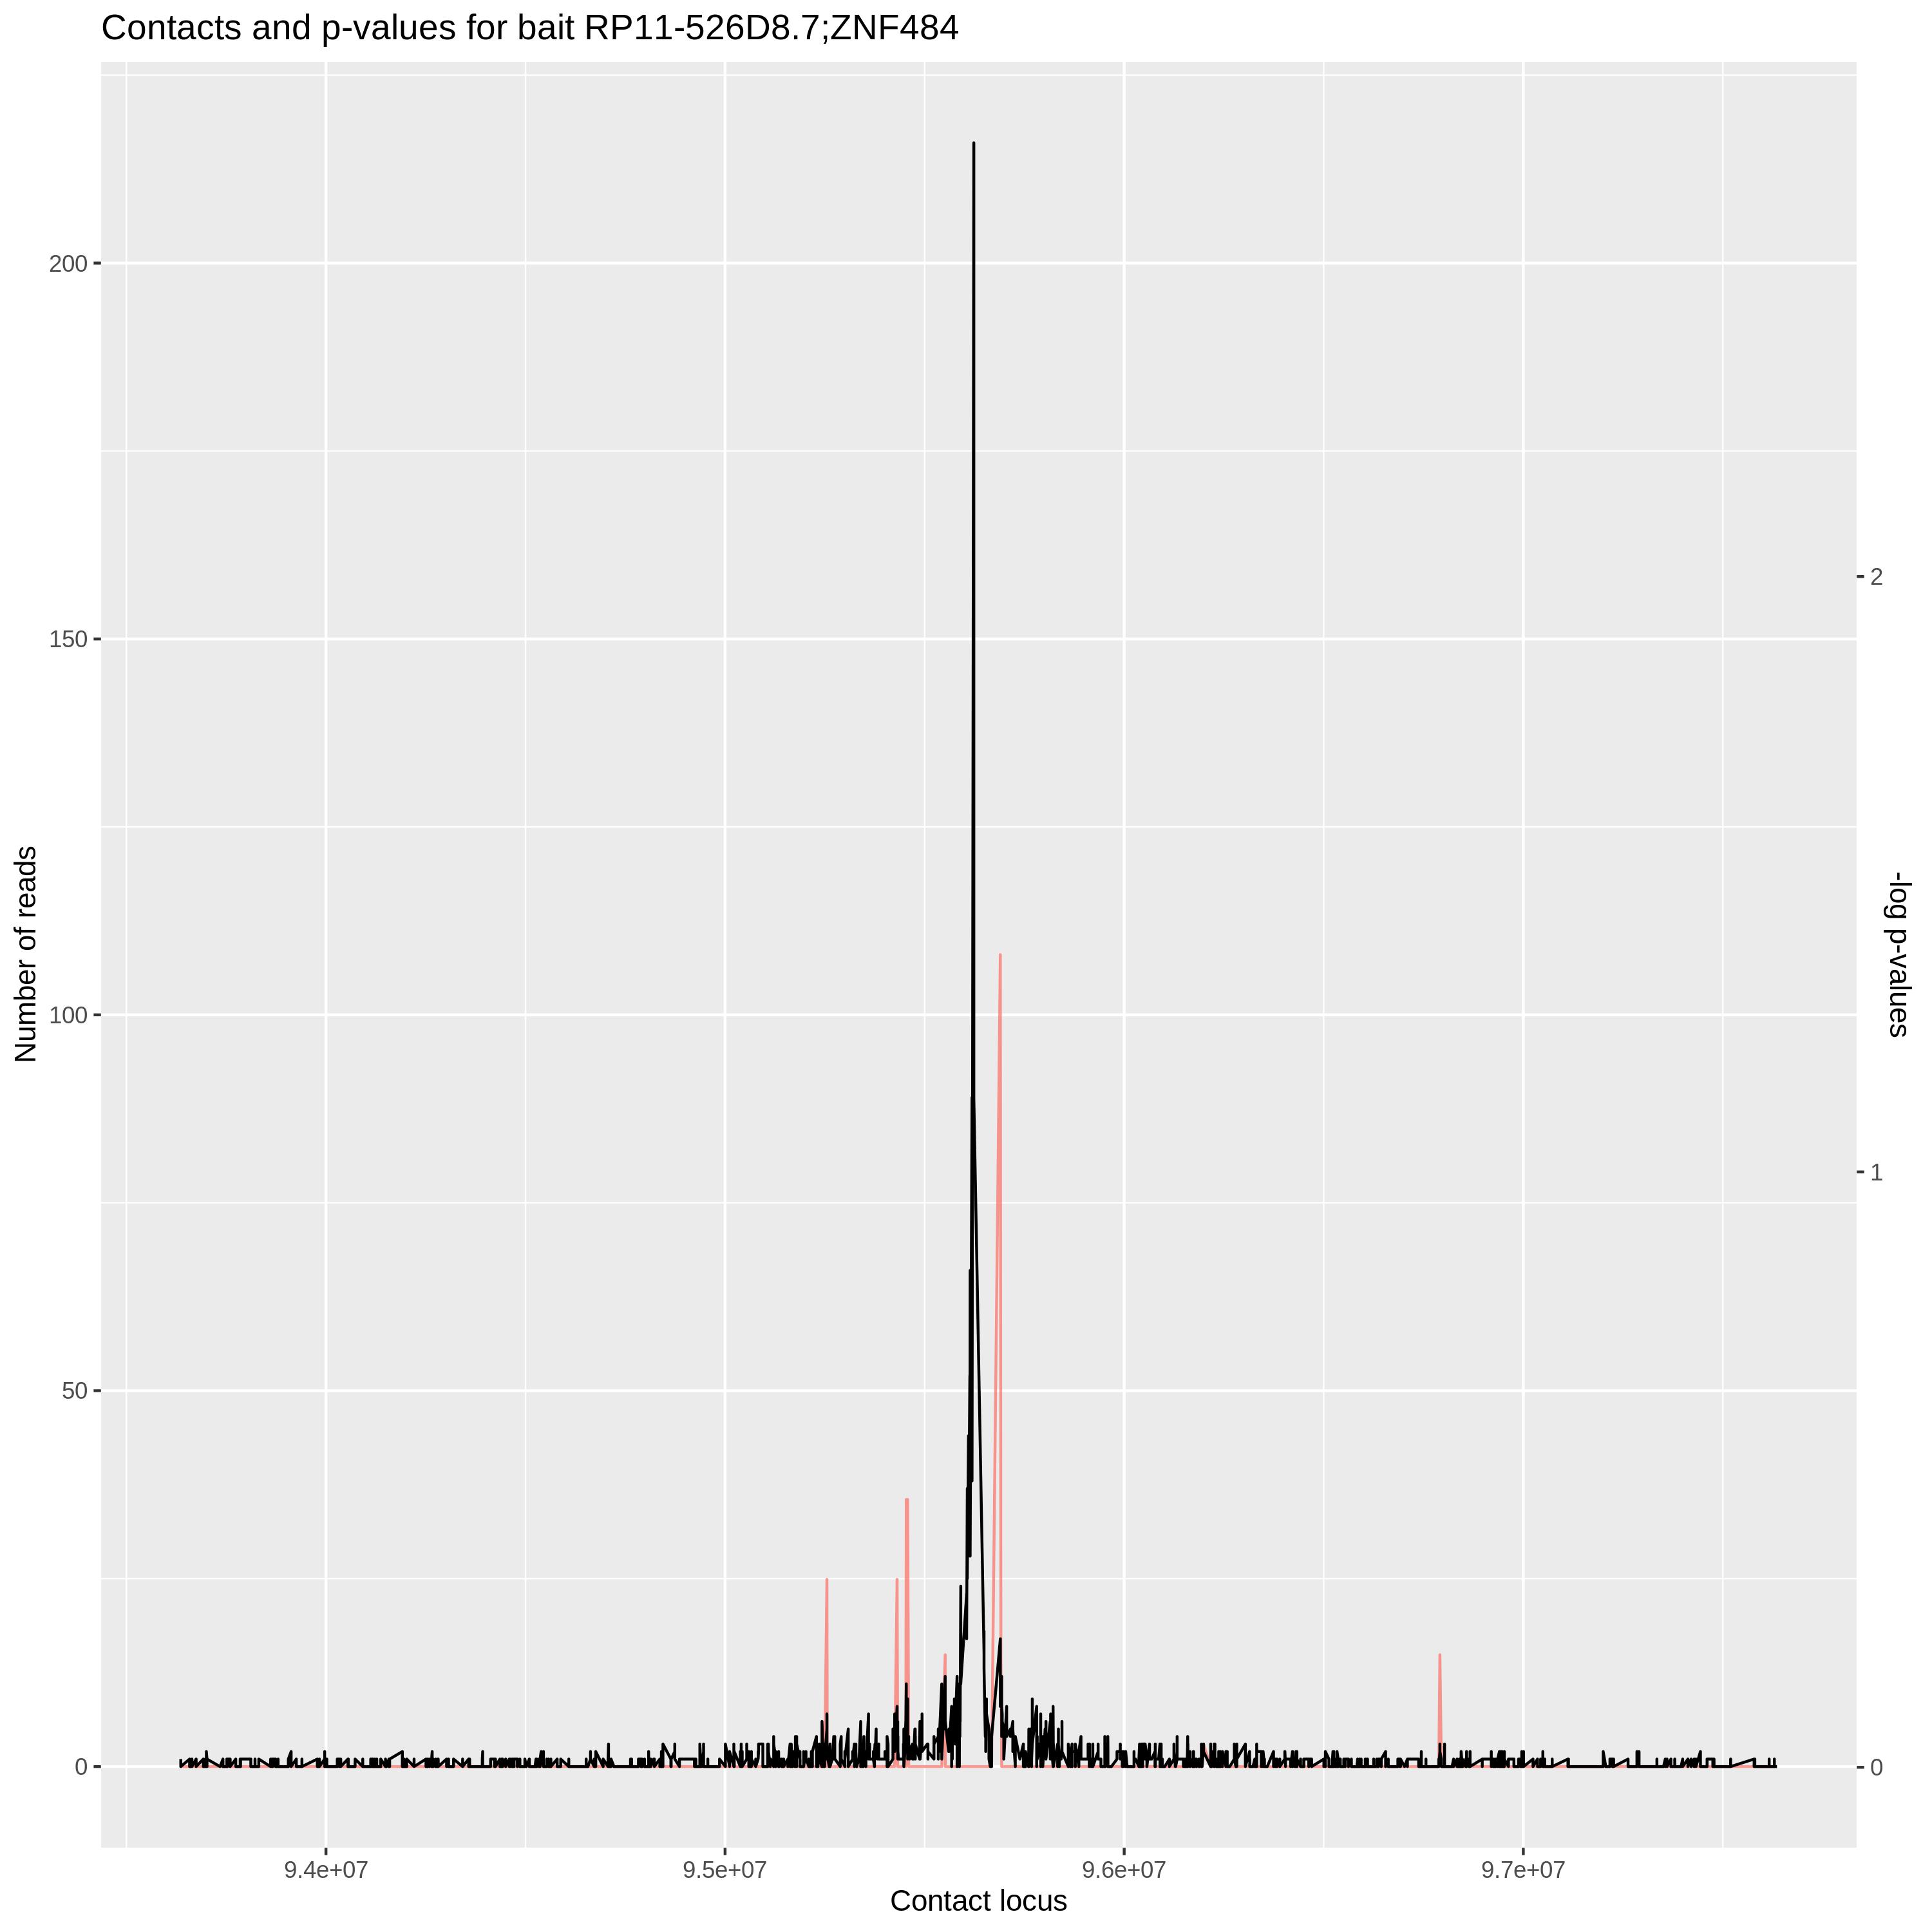 Contacts and p-values for bait RP11-526D8.7;ZNF484
200
150
100
50
0
Number of reads
2
1
0
-log p-values
9.4e+07
9.5e+07
9.6e+07
9.7e+07
Contact locus